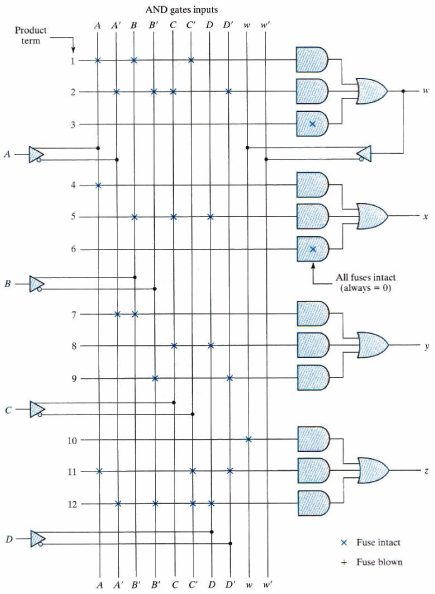 AND gates inputs
Product
term
A A' B B' C C' D D' w w'
1
2
w
3
A
4
5
x
6
B
All fuses intact
(always = 0)
7
8
y
9
C
10
11
z
12
D
× Fuse intact
+ Fuse blown
A A' B' B' C C' D D' w w'